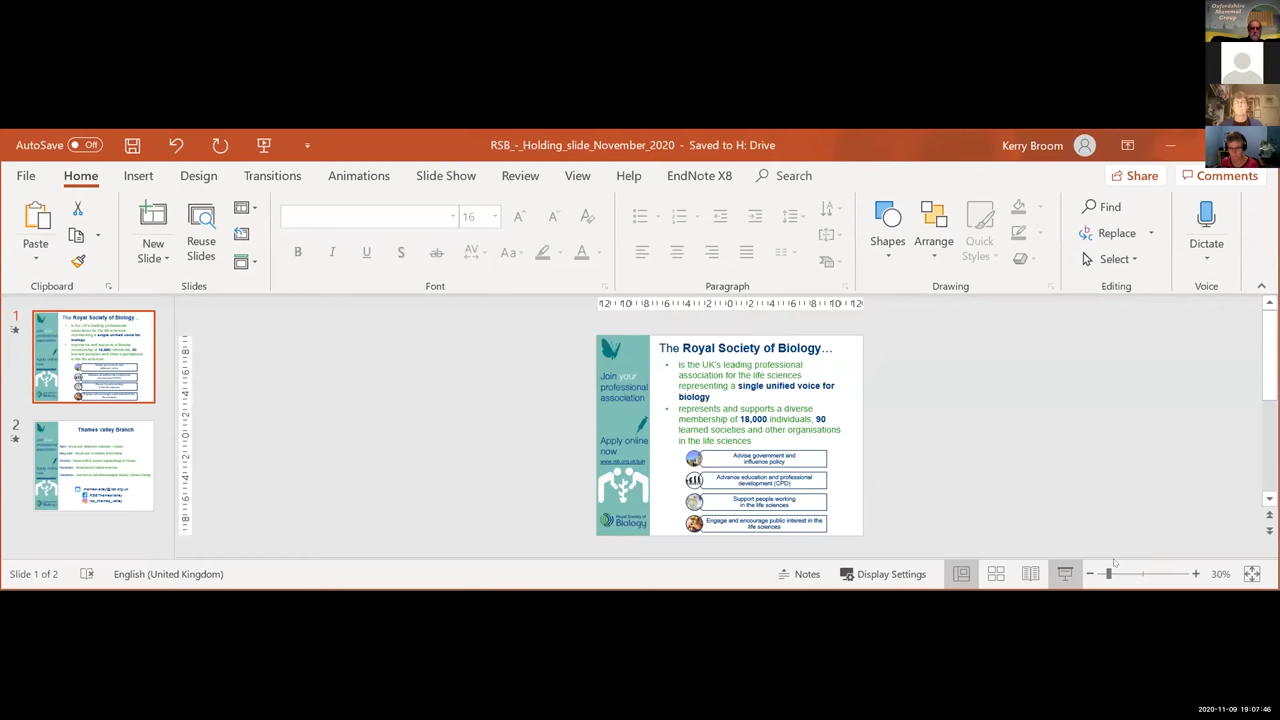 Oxfordshire
Mammal
Group
AutoSave Off
RSB_-_Holding_slide_November_2020 - Saved to H: Drive
Kerry Broom
File Home Insert Design Transitions Animations Slide Show Review View Help EndNote X8 Search Share Comments
Paste
New
Slide
Reuse
Slides
16
Shapes
Arrange
Quick
Styles
Find
Replace
Select
Dictate
Clipboard
Slides
Font
Paragraph
Drawing
Editing
Voice
1
2
Thames Valley Branch
The Royal Society of Biology...
Join your
professional
association
Apply online
now
Royal Society of
Biology
• is the UK's leading professional
association for the life sciences
representing a single unified voice for
biology
• represents and supports a diverse
membership of 18,000 individuals, 90
learned societies and other organisations
in the life sciences
Advise government and
influence policy
Advance education and professional
development (CPD)
Support people working
in the life sciences
Engage and encourage public interest in the
life sciences
Slide 1 of 2
English (United Kingdom)
Notes
Display Settings
30%
2020-11-09 19:07:46